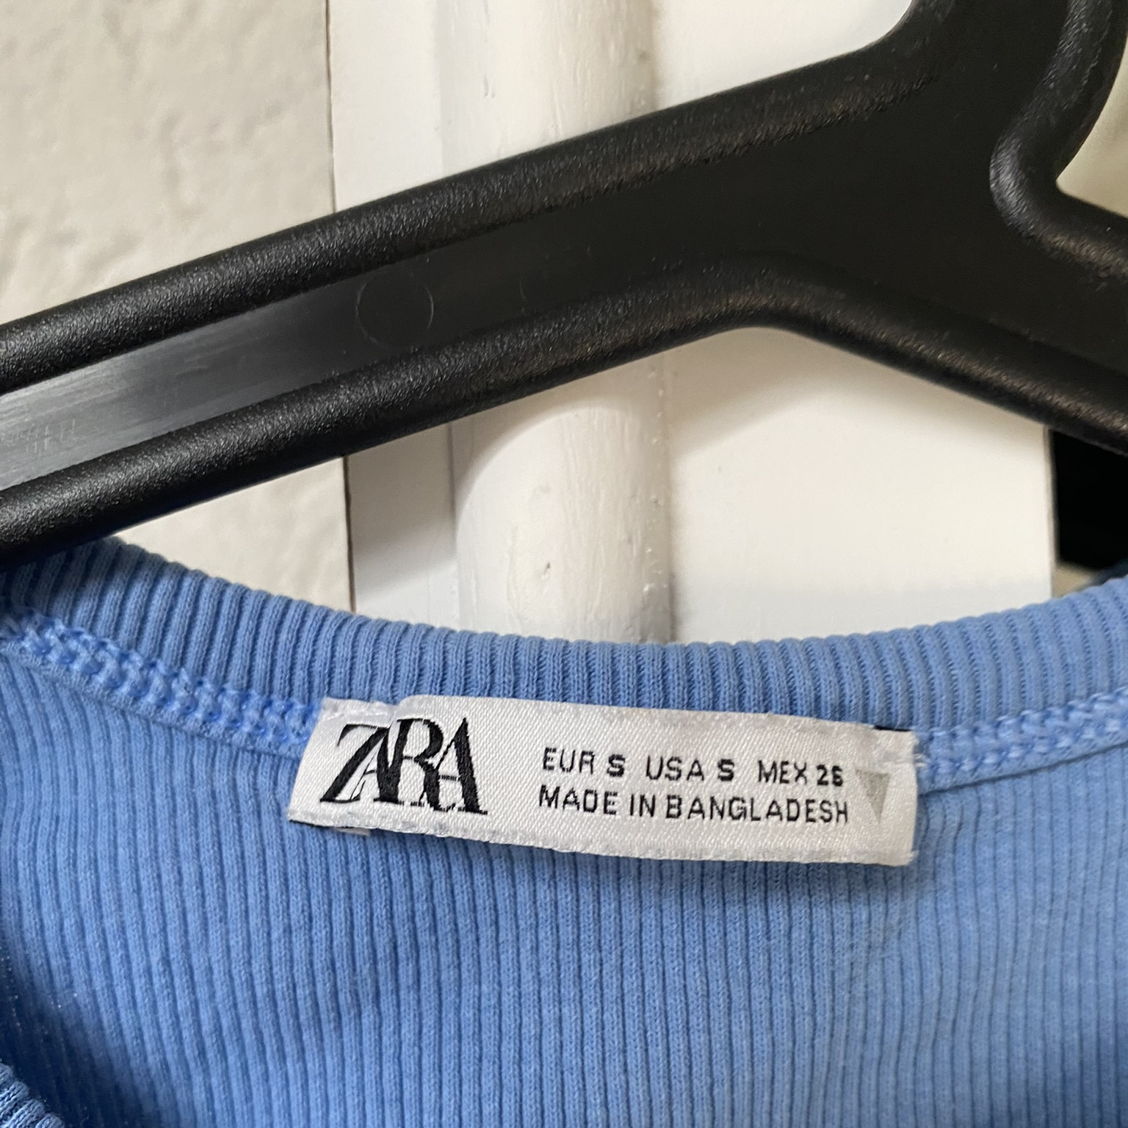 ZARA
EUR S USA S MEX 26
MADE IN BANGLADESH